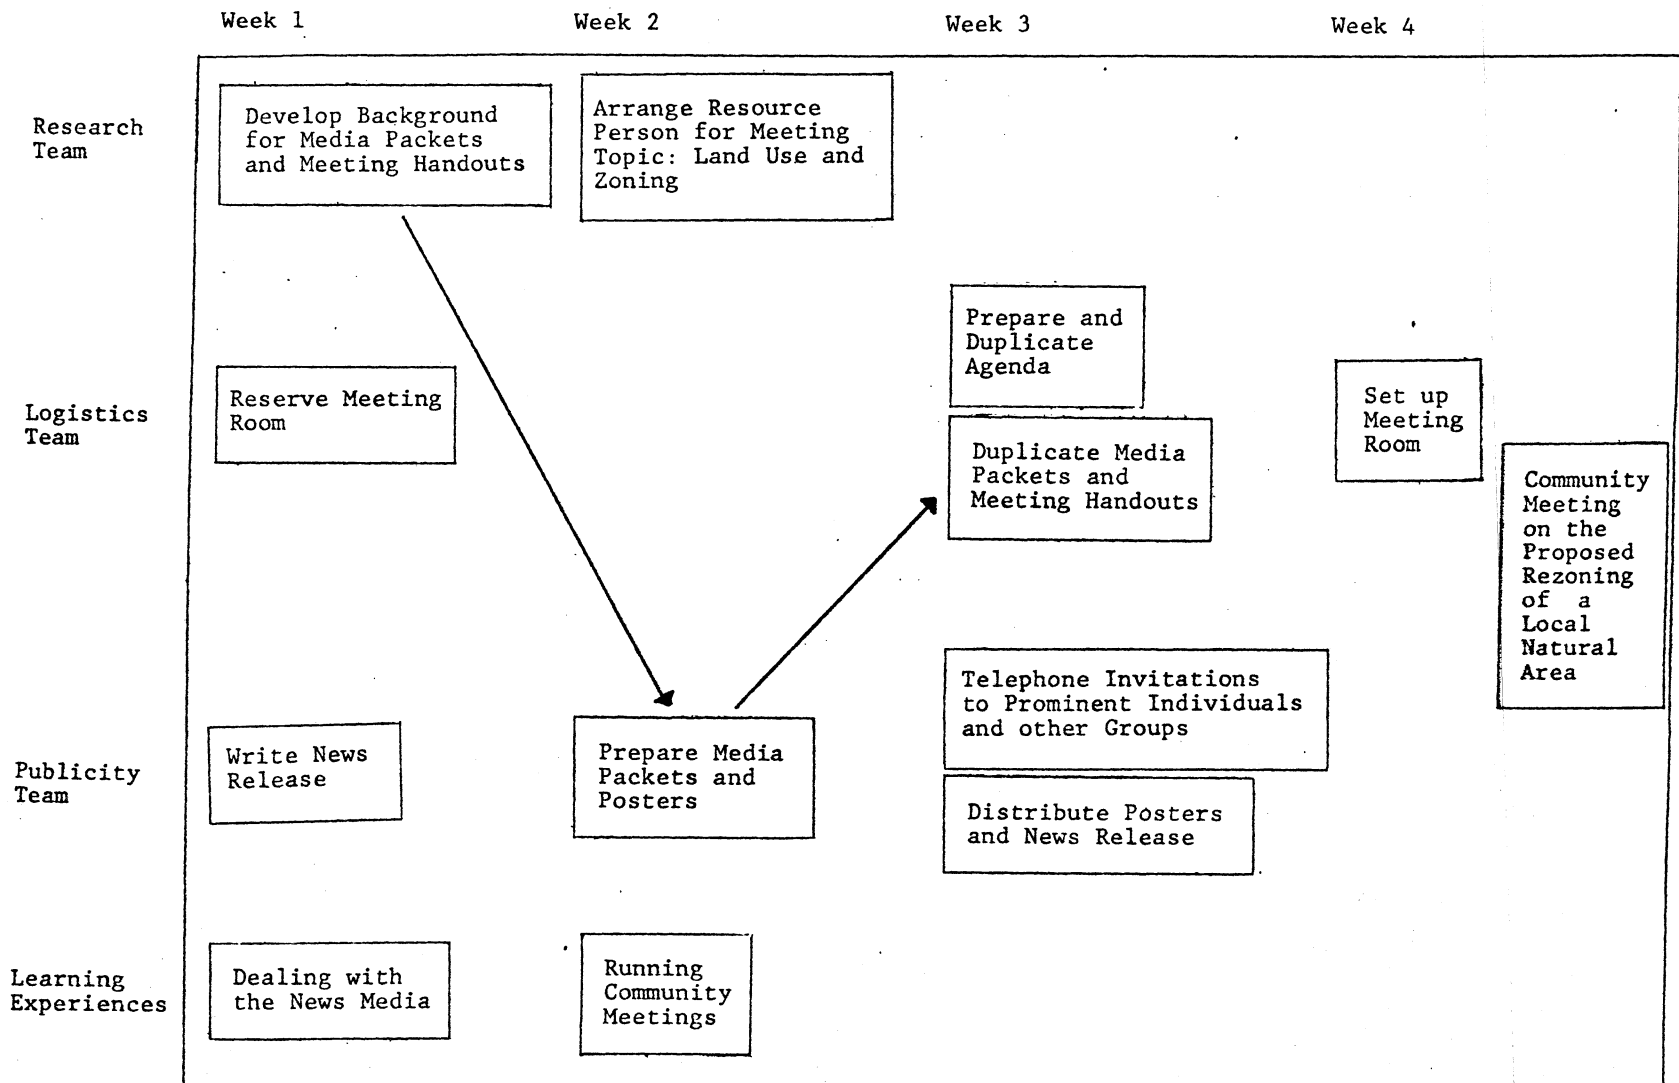 Week 1
Week 2
Week 3
Week 4
Research
Team
Develop Background
for Media Packets
and Meeting Handouts
Arrange Resource
Person for Meeting
Topic: Land Use and
Zoning
Logistics
Team
Reserve Meeting
Room
Prepare and
Duplicate
Agenda
Duplicate Media
Packets and
Meeting Handouts
Set up
Meeting
Room
Community
Meeting
on the
Proposed
Rezoning
of a
Local
Natural
Area
Publicity
Team
Write News
Release
Prepare Media
Packets and
Posters
Telephone Invitations
to Prominent Individuals
and other Groups
Distribute Posters
and News Release
Learning
Experiences
Dealing with
the News Media
Running
Community
Meetings